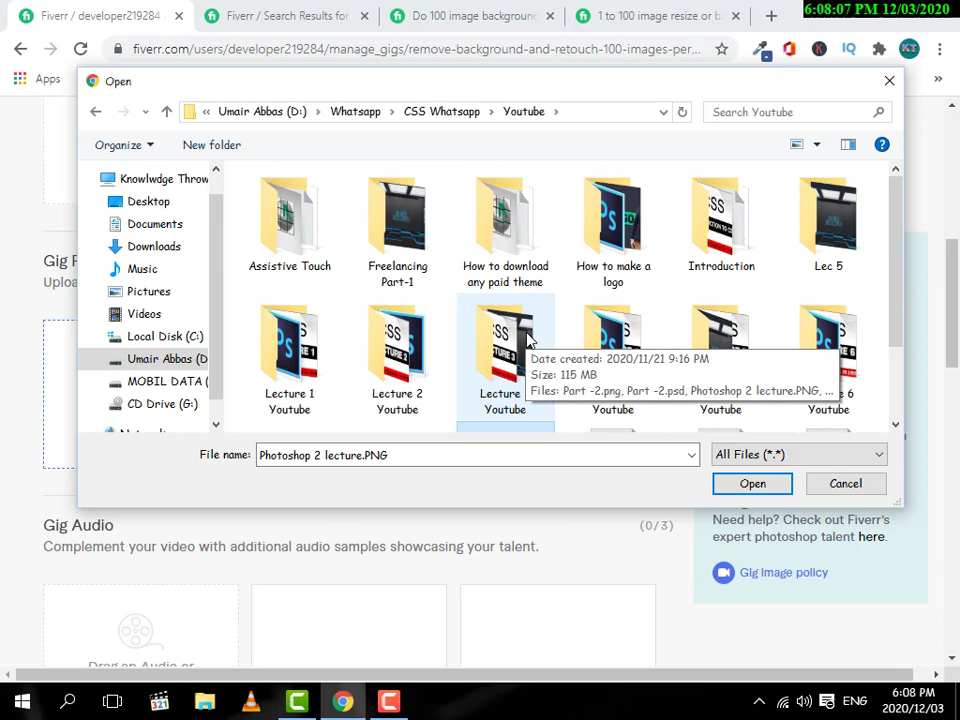 6:08:07 PM 12/03/2020
Fiverr / developer219284
Fiverr / Search Results for
Do 100 image background
1 to 100 image resize or b
fiverr.com/users/developer219284/manage_gigs/remove-background-and-retouch-100-images-per...
IQ
KT
Apps
»
Open
« Umair Abbas (D:) > Whatsapp > CSS Whatsapp > Youtube >
Search Youtube
Organize
New folder
Knowlwdge Throw
Desktop
Documents
Downloads
Music
Pictures
Videos
Local Disk (C:)
Umair Abbas (D
MOBIL DATA (
CD Drive (G:)
Assistive Touch
Freelancing Part-1
How to download any paid theme
How to make a logo
Introduction
Lec 5
Lecture 1 Youtube
Lecture 2 Youtube
Lecture
Youtube
Youtube
Youtube
6
Youtube
Date created: 2020/11/21 9:16 PM
Size: 115 MB
Files: Part -2.png, Part -2.psd, Photoshop 2 lecture.PNG, ...
File name:
Photoshop 2 lecture.PNG
All Files (*.*)
Open
Cancel
Gig
Uploa
Gig Audio
(0/3)
Complement your video with additional audio samples showcasing your talent.
Drag an Audio or
Need help? Check out Fiverr's
expert photoshop talent here.
Gig Image policy
ENG
6:08 PM
2020/12/03